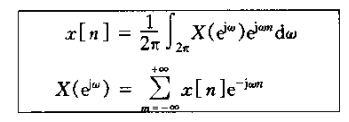 x[n] = \frac{1}{2\pi} \int_{2\pi} X(e^{j\omega})e^{j\omega n}d\omega
X(e^{j\omega}) = \sum_{m=-\infty}^{+\infty} x[n]e^{-j\omega n}